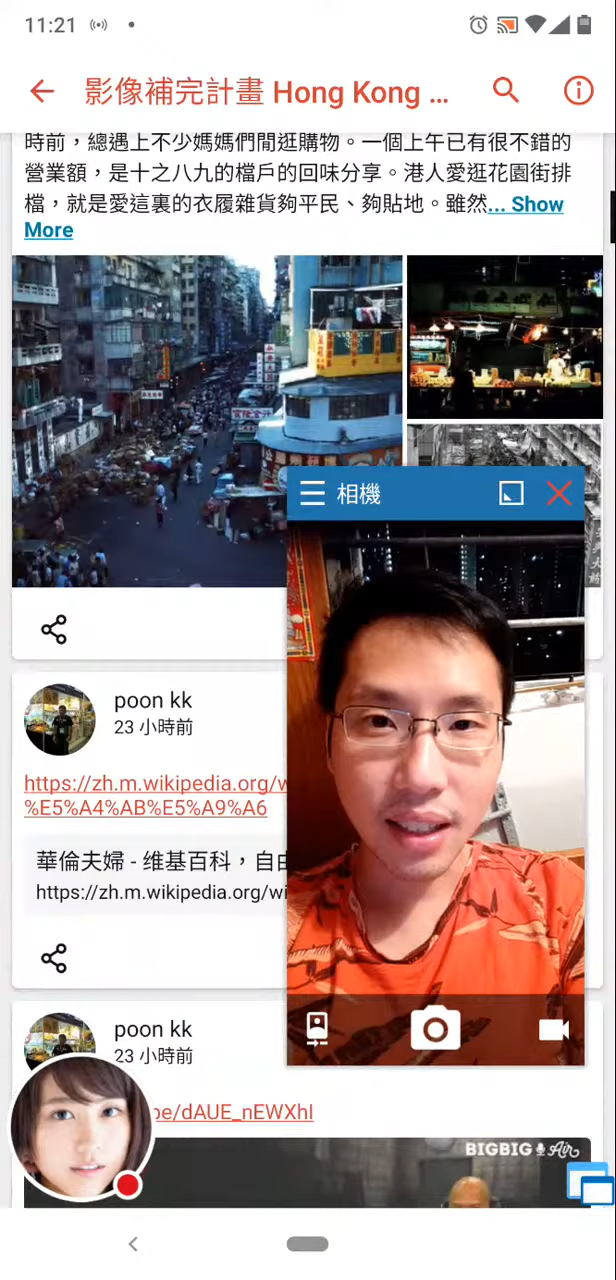 11:21
影像補完計畫 Hong Kong ...
時前，總遇上不少媽媽們閒逛購物。一個上午已有很不錯的
營業額，是十之八九的檔戶的回味分享。港人愛逛花園街排
檔，就是愛這裏的衣履雜貨夠平民、夠貼地。雖然... Show
More
相機
poon kk
23 小時前
https://zh.m.wikipedia.org/w
%E5%A4%AB%E5%A9%A6
華倫夫婦 - 维基百科，自由
https://zh.m.wikipedia.org/wi
poon kk
23 小時前
be/dAUE_nEWXhI
BIGBIG Air